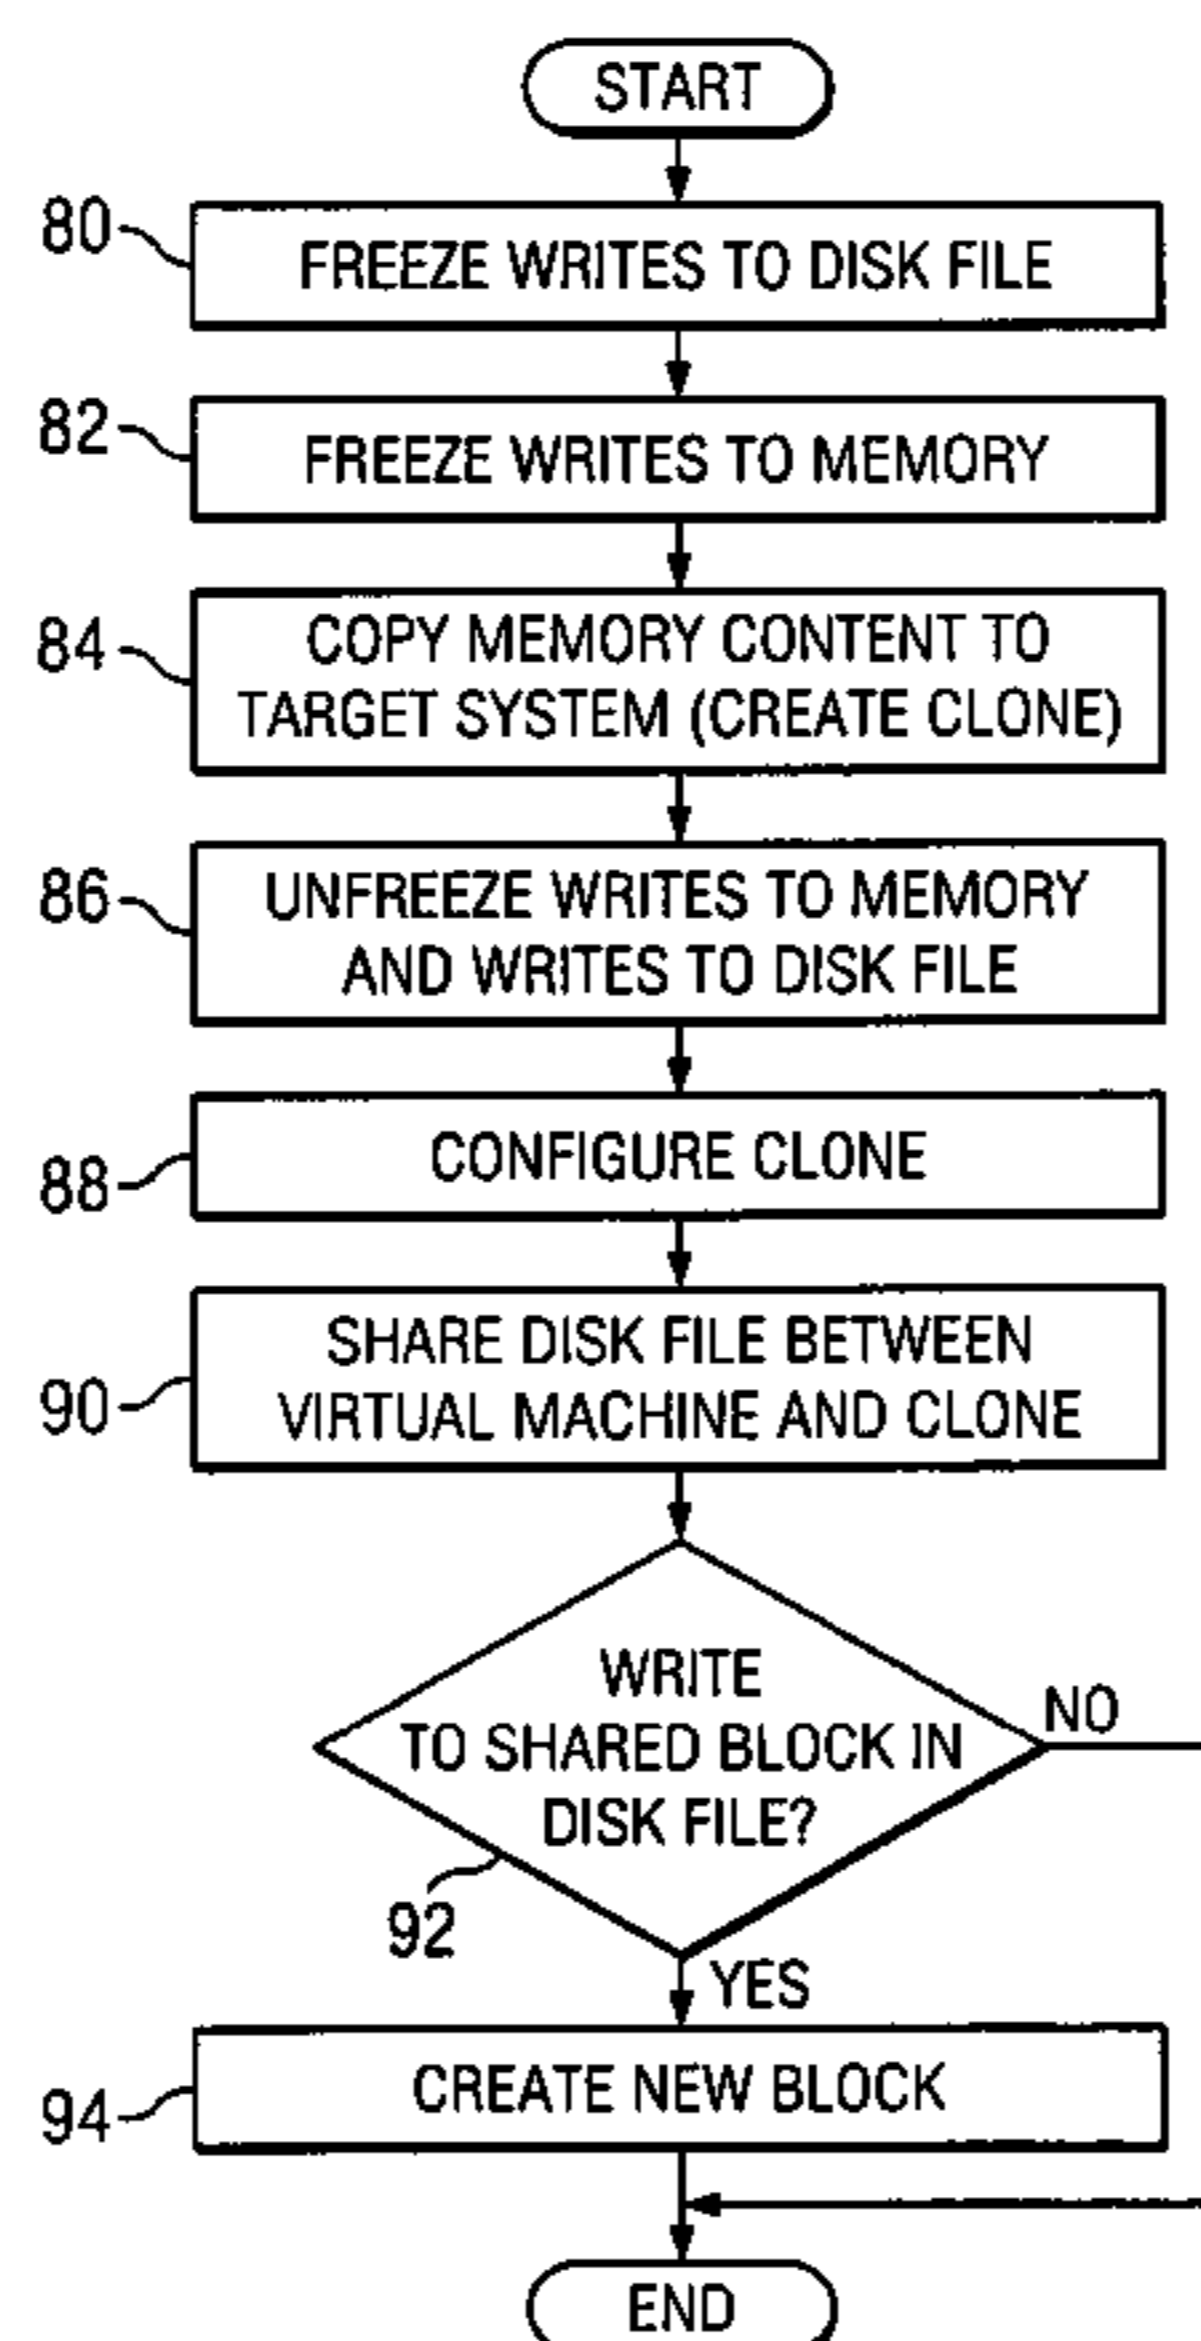 START
80
FREEZE WRITES TO DISK FILE
82
FREEZE WRITES TO MEMORY
84
COPY MEMORY CONTENT TO
TARGET SYSTEM (CREATE CLONE)
86
UNFREEZE WRITES TO MEMORY
AND WRITES TO DISK FILE
88
CONFIGURE CLONE
90
SHARE DISK FILE BETWEEN
VIRTUAL MACHINE AND CLONE
WRITE
TO SHARED BLOCK IN
DISK FILE?
NO
92
YES
94
CREATE NEW BLOCK
END